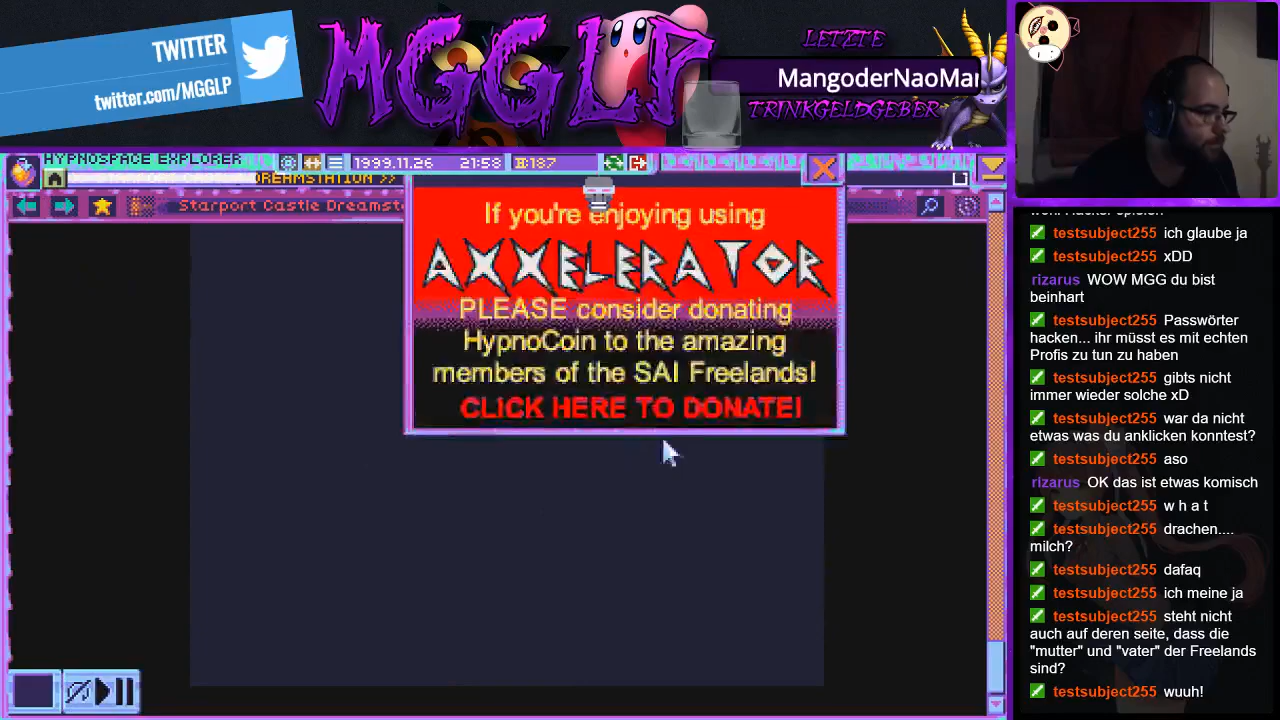 TWITTER
twitter.com/MGGLP
MGGLP
LETZTE
MangoderNaoMar
TRINKGELDGEBER
HYPNOSPACE EXPLORER
1999.11.26
21:58
187
DREAMSTATION >>
Starport Castle Dreamst
If you're enjoying using
AXXELERATOR
PLEASE consider donating
HypnoCoin to the amazing
members of the SAI Freelands!
CLICK HERE TO DONATE!
testsubject255 ich glaube ja
testsubject255 xDD
rizarus WOW MGG du bist
beinhart
testsubject255 Passwörter
hacken... ihr müsst es mit echten
Profis zu tun zu haben
testsubject255 gibts nicht
immer wieder solche xD
testsubject255 war da nicht
etwas was du anklicken konntest?
testsubject255 aso
rizarus OK das ist etwas komisch
testsubject255 w h a t
testsubject255 drachen....
milch?
testsubject255 dafaq
testsubject255 ich meine ja
testsubject255 steht nicht
auch auf deren seite, dass die
"mutter" und "vater" der Freelands
sind?
testsubject255 wuuh!